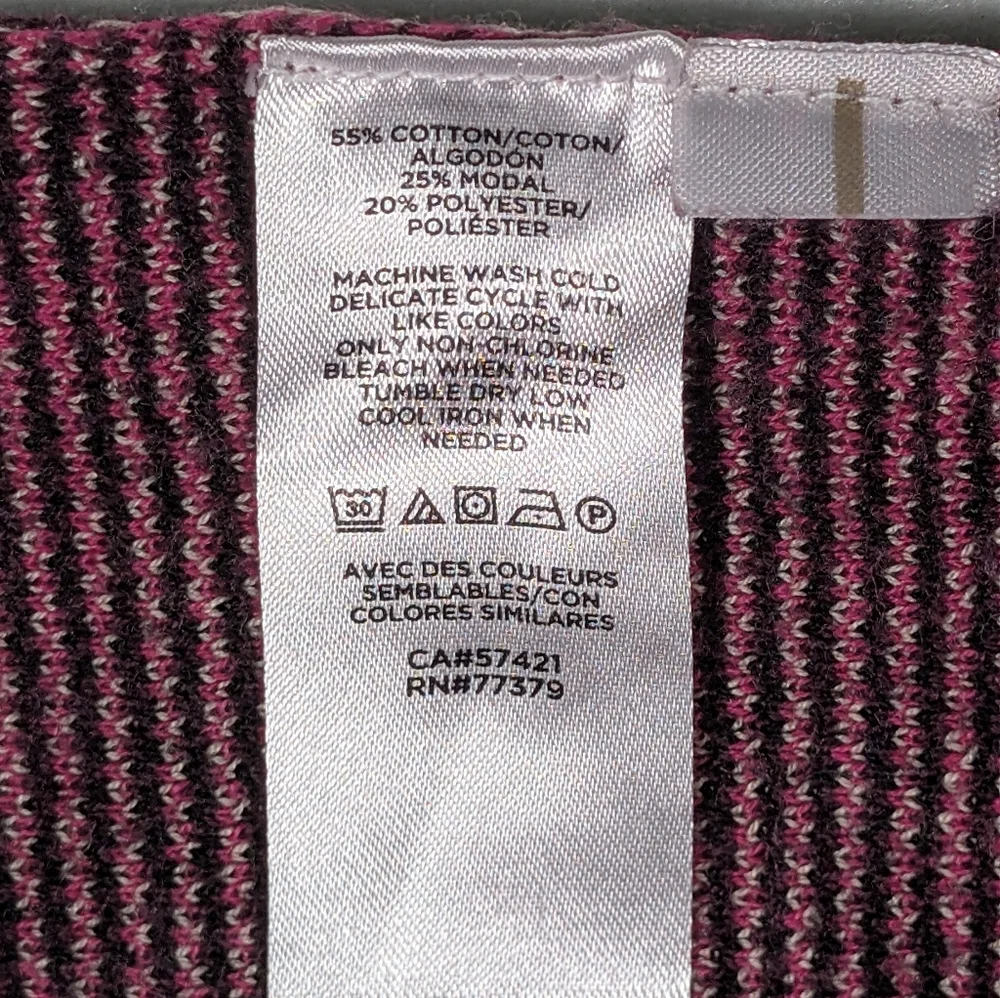 55% COTTON/COTON/
ALGODÓN
25% MODAL
20% POLYESTER/
POLIÉSTER
MACHINE WASH COLD
DELICATE CYCLE WITH
LIKE COLORS
ONLY NON-CHLORINE
BLEACH WHEN NEEDED
TUMBLE DRY LOW
COOL IRON WHEN
NEEDED
30 P
AVEC DES COULEURS
SEMBLABLES/CON
COLORES SIMILARES
CA#57421
RN#77379